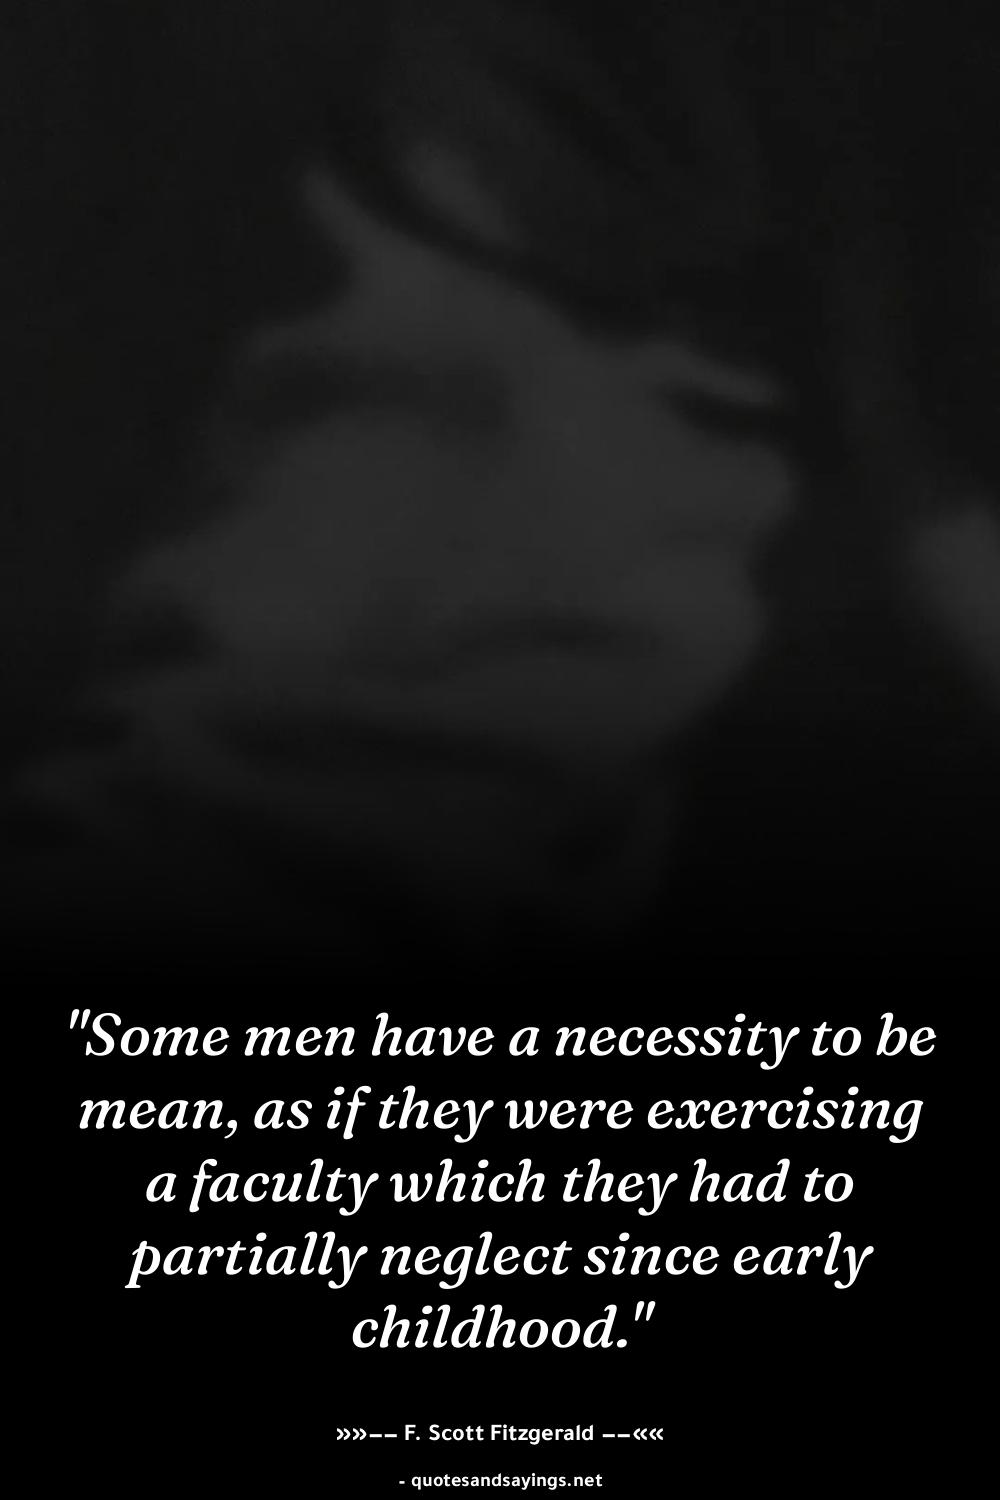 "Some men have a necessity to be
mean, as if they were exercising
a faculty which they had to
partially neglect since early
childhood."
»»–– F. Scott Fitzgerald ––««
- quotesandsayings.net